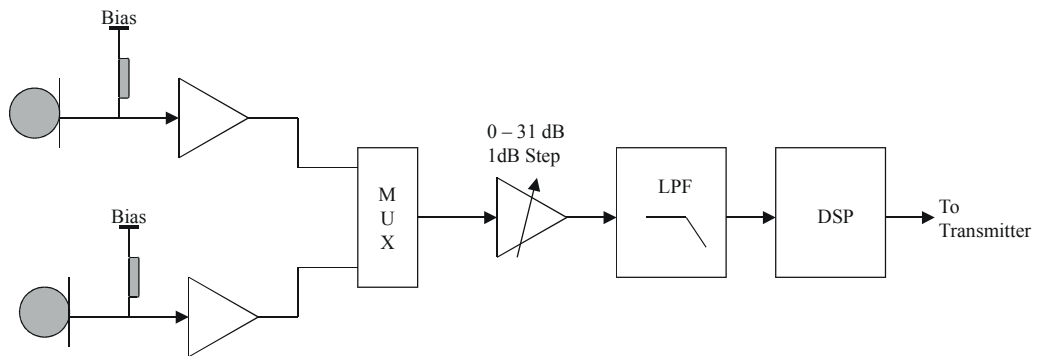 Bias
0 – 31 dB
1dB Step
M
U
X
LPF
DSP
To
Transmitter
Bias